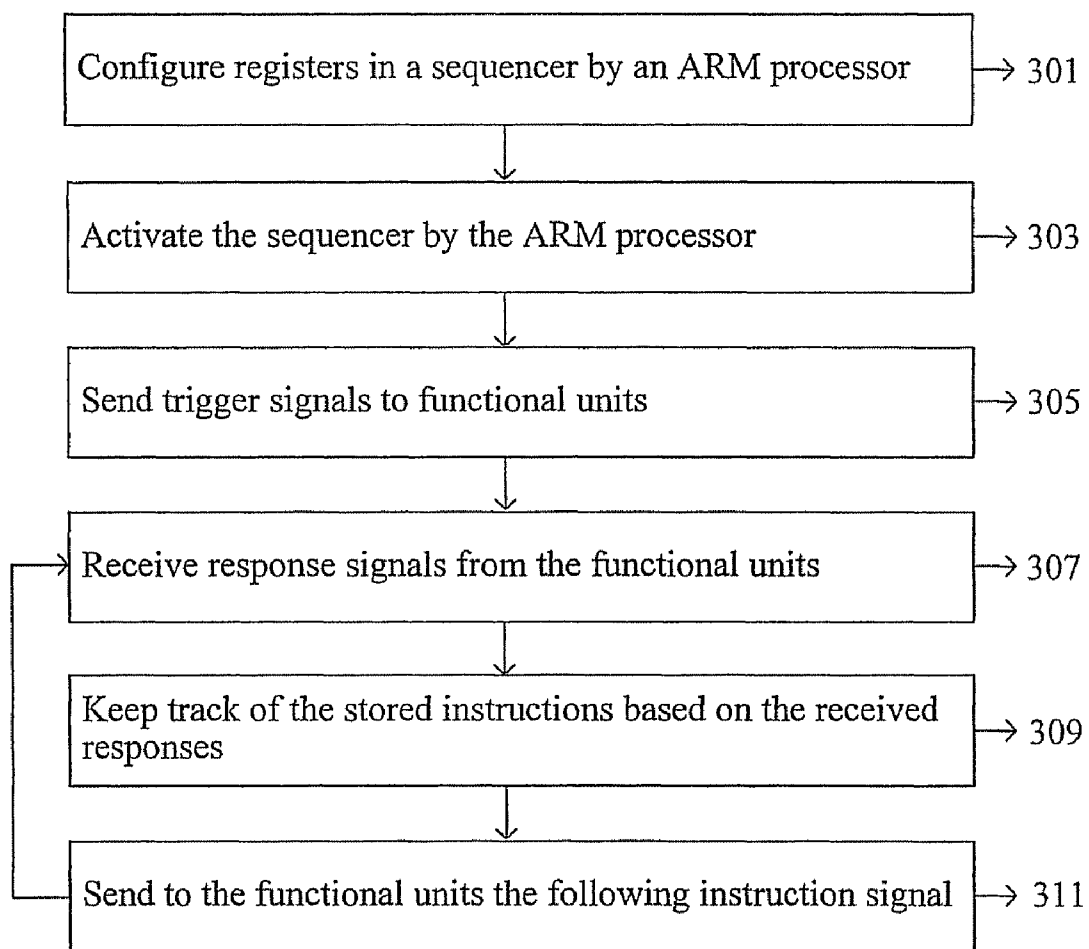 Configure registers in a sequencer by an ARM processor
301
Activate the sequencer by the ARM processor
303
Send trigger signals to functional units
305
Receive response signals from the functional units
307
Keep track of the stored instructions based on the received
responses
309
Send to the functional units the following instruction signal
311